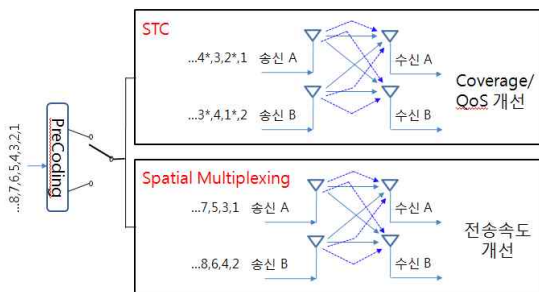 STC
...4*,3,2*,1
송신 A
수신 A
...3*,4,1*,2
송신 B
수신 B
Coverage/
QoS 개선
...8,7,6,5,4,3,2,1
PreCoding
Spatial Multiplexing
...7,5,3,1
송신 A
수신 A
...8,6,4,2
송신 B
수신 B
전송속도
개선